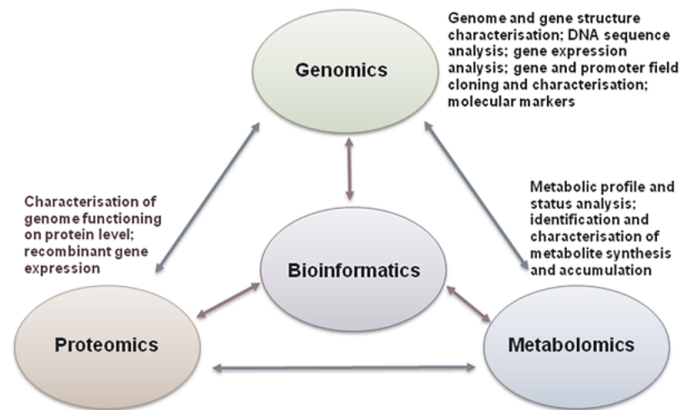 Genomics
Genome and gene structure
characterisation; DNA sequence
analysis; gene expression
analysis; gene and promoter field
cloning and characterisation;
molecular markers
Characterisation of
genome functioning
on protein level;
recombinant gene
expression
Metabolic profile and
status analysis;
identification and
characterisation of
metabolite synthesis
and accumulation
Bioinformatics
Proteomics
Metabolomics